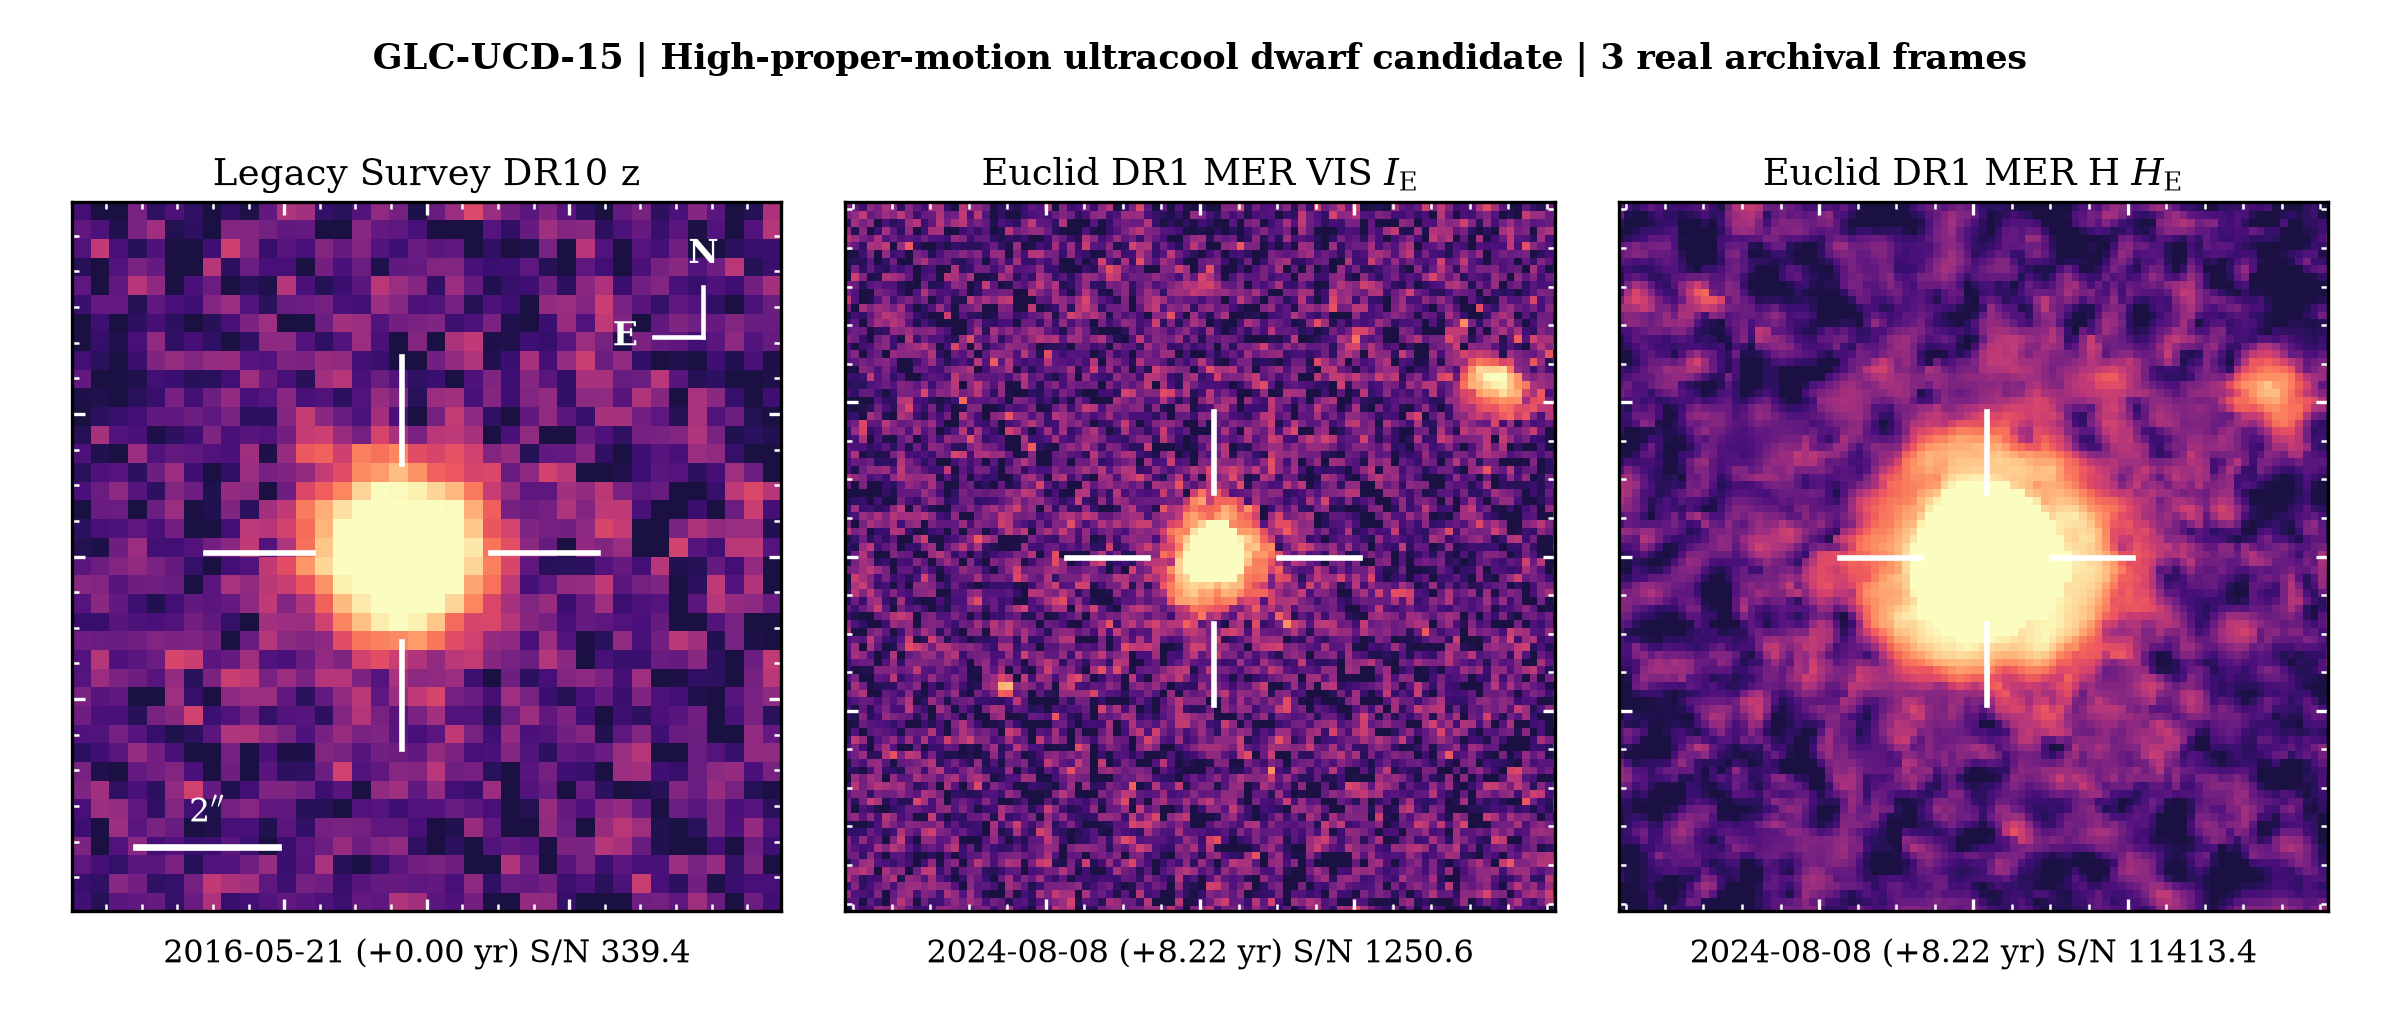 GLC-UCD-15 | High-proper-motion ultracool dwarf candidate | 3 real archival frames
Legacy Survey DR10 z
Euclid DR1 MER VIS I_E
Euclid DR1 MER H H_E
N
E
2″
2016-05-21 (+0.00 yr) S/N 339.4
2024-08-08 (+8.22 yr) S/N 1250.6
2024-08-08 (+8.22 yr) S/N 11413.4